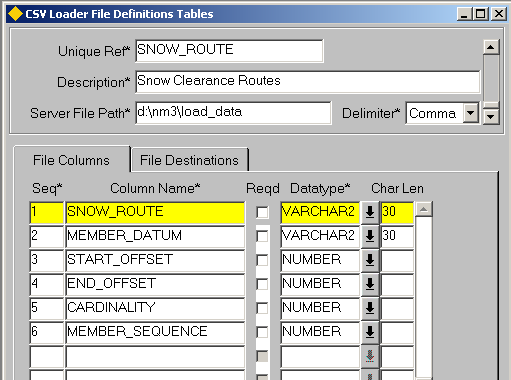 CSV Loader File Definitions Tables
Unique Ref* SNOW_ROUTE
Description* Snow Clearance Routes
Server File Path* d:\nm3\load_data Delimiter* Comma
File Columns File Destinations
Seq* Column Name* Reqd Datatype* Char Len
1 SNOW_ROUTE VARCHAR2 30
2 MEMBER_DATUM VARCHAR2 30
3 START_OFFSET NUMBER
4 END_OFFSET NUMBER
5 CARDINALITY NUMBER
6 MEMBER_SEQUENCE NUMBER